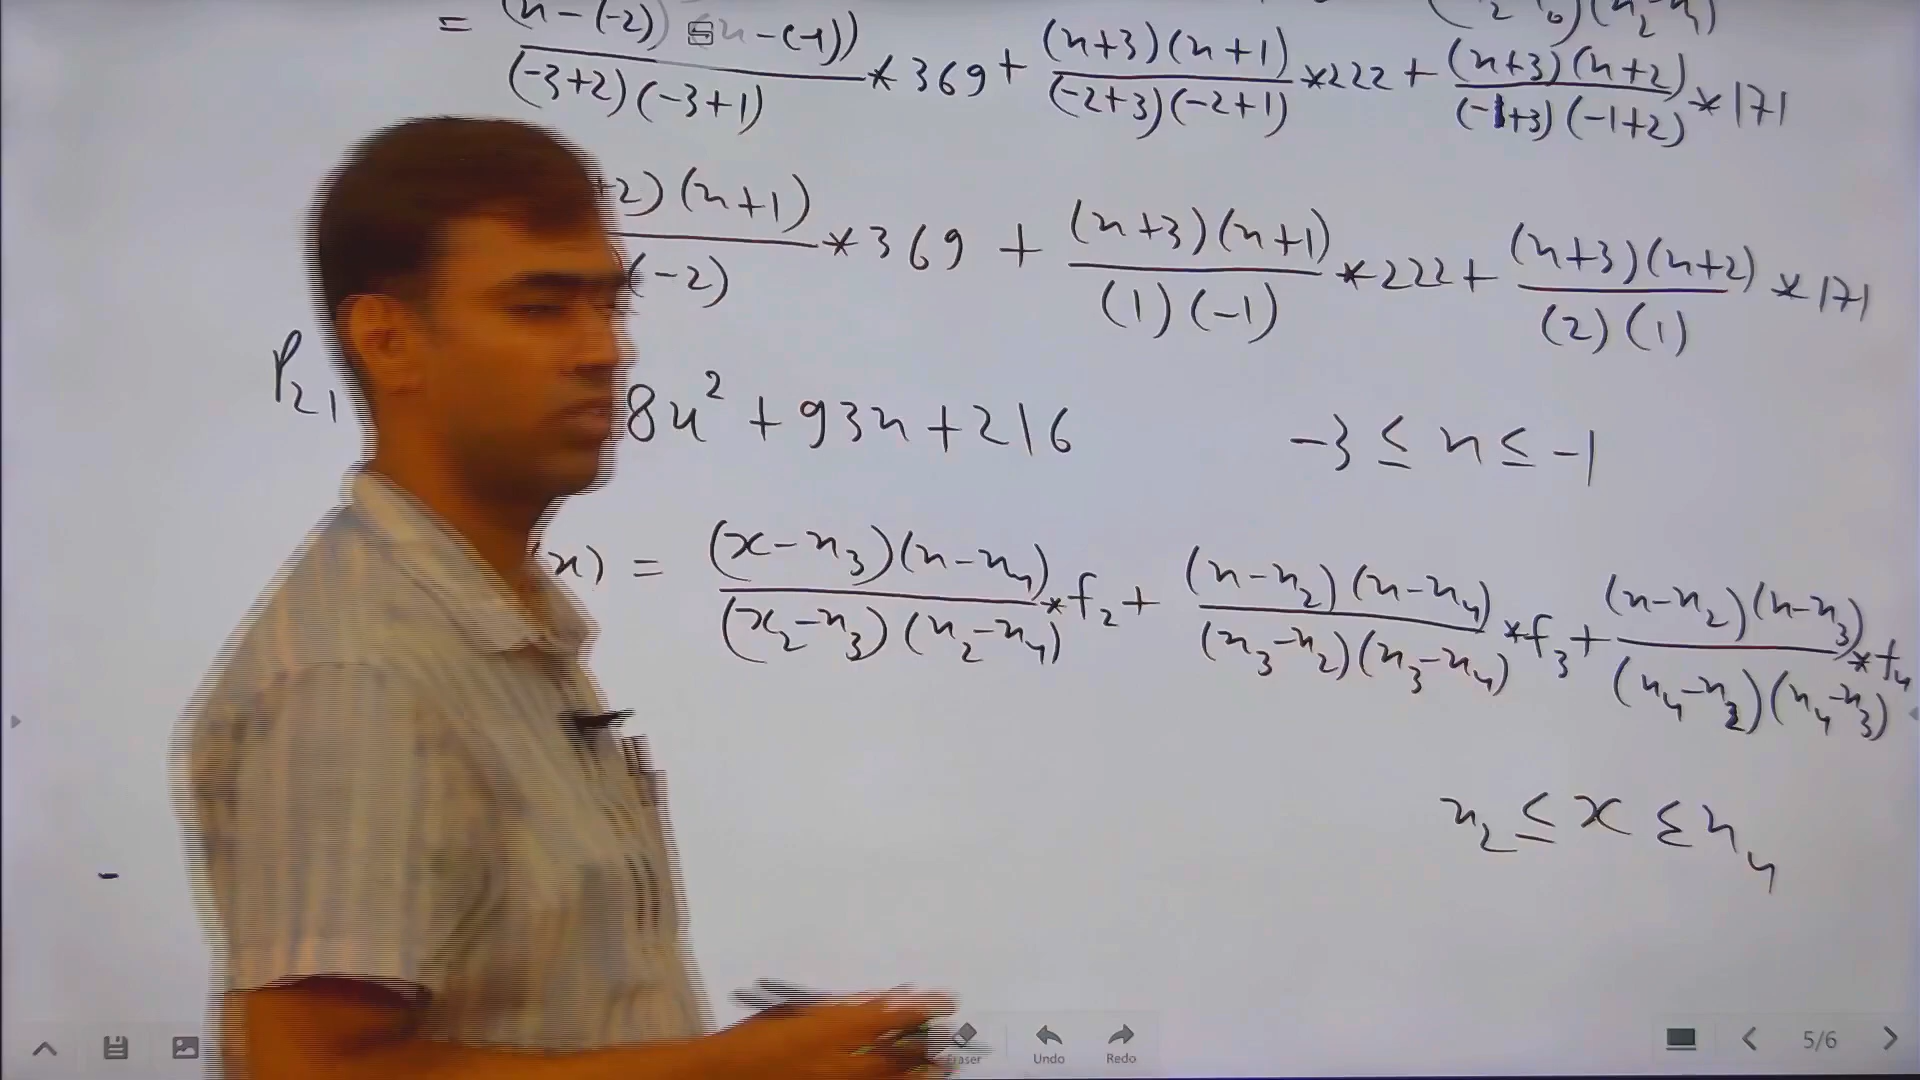 = (x-(-2)) (x-(-1)) / (-3+2)(-3+1) * 369 + (x+3)(x+1) / (-2+3)(-2+1) * 222 + (x+3)(x+2) / (-1+3)(-1+2) * 171
+2)(x+1) / (-2) * 369 + (x+3)(x+1) / (1)(-1) * 222 + (x+3)(x+2) / (2)(1) * 171
P21 8x² + 93x + 216 -3 ≤ x ≤ -1
(x) = (x-x3)(x-x4) / (x2-x3)(x2-x4) * f2 + (x-x2)(x-x4) / (x3-x2)(x3-x4) * f3 + (x-x2)(x-x3) / (x4-x2)(x4-x3) * f4
x2 ≤ x ≤ x4
-
Eraser Undo Redo 5/6